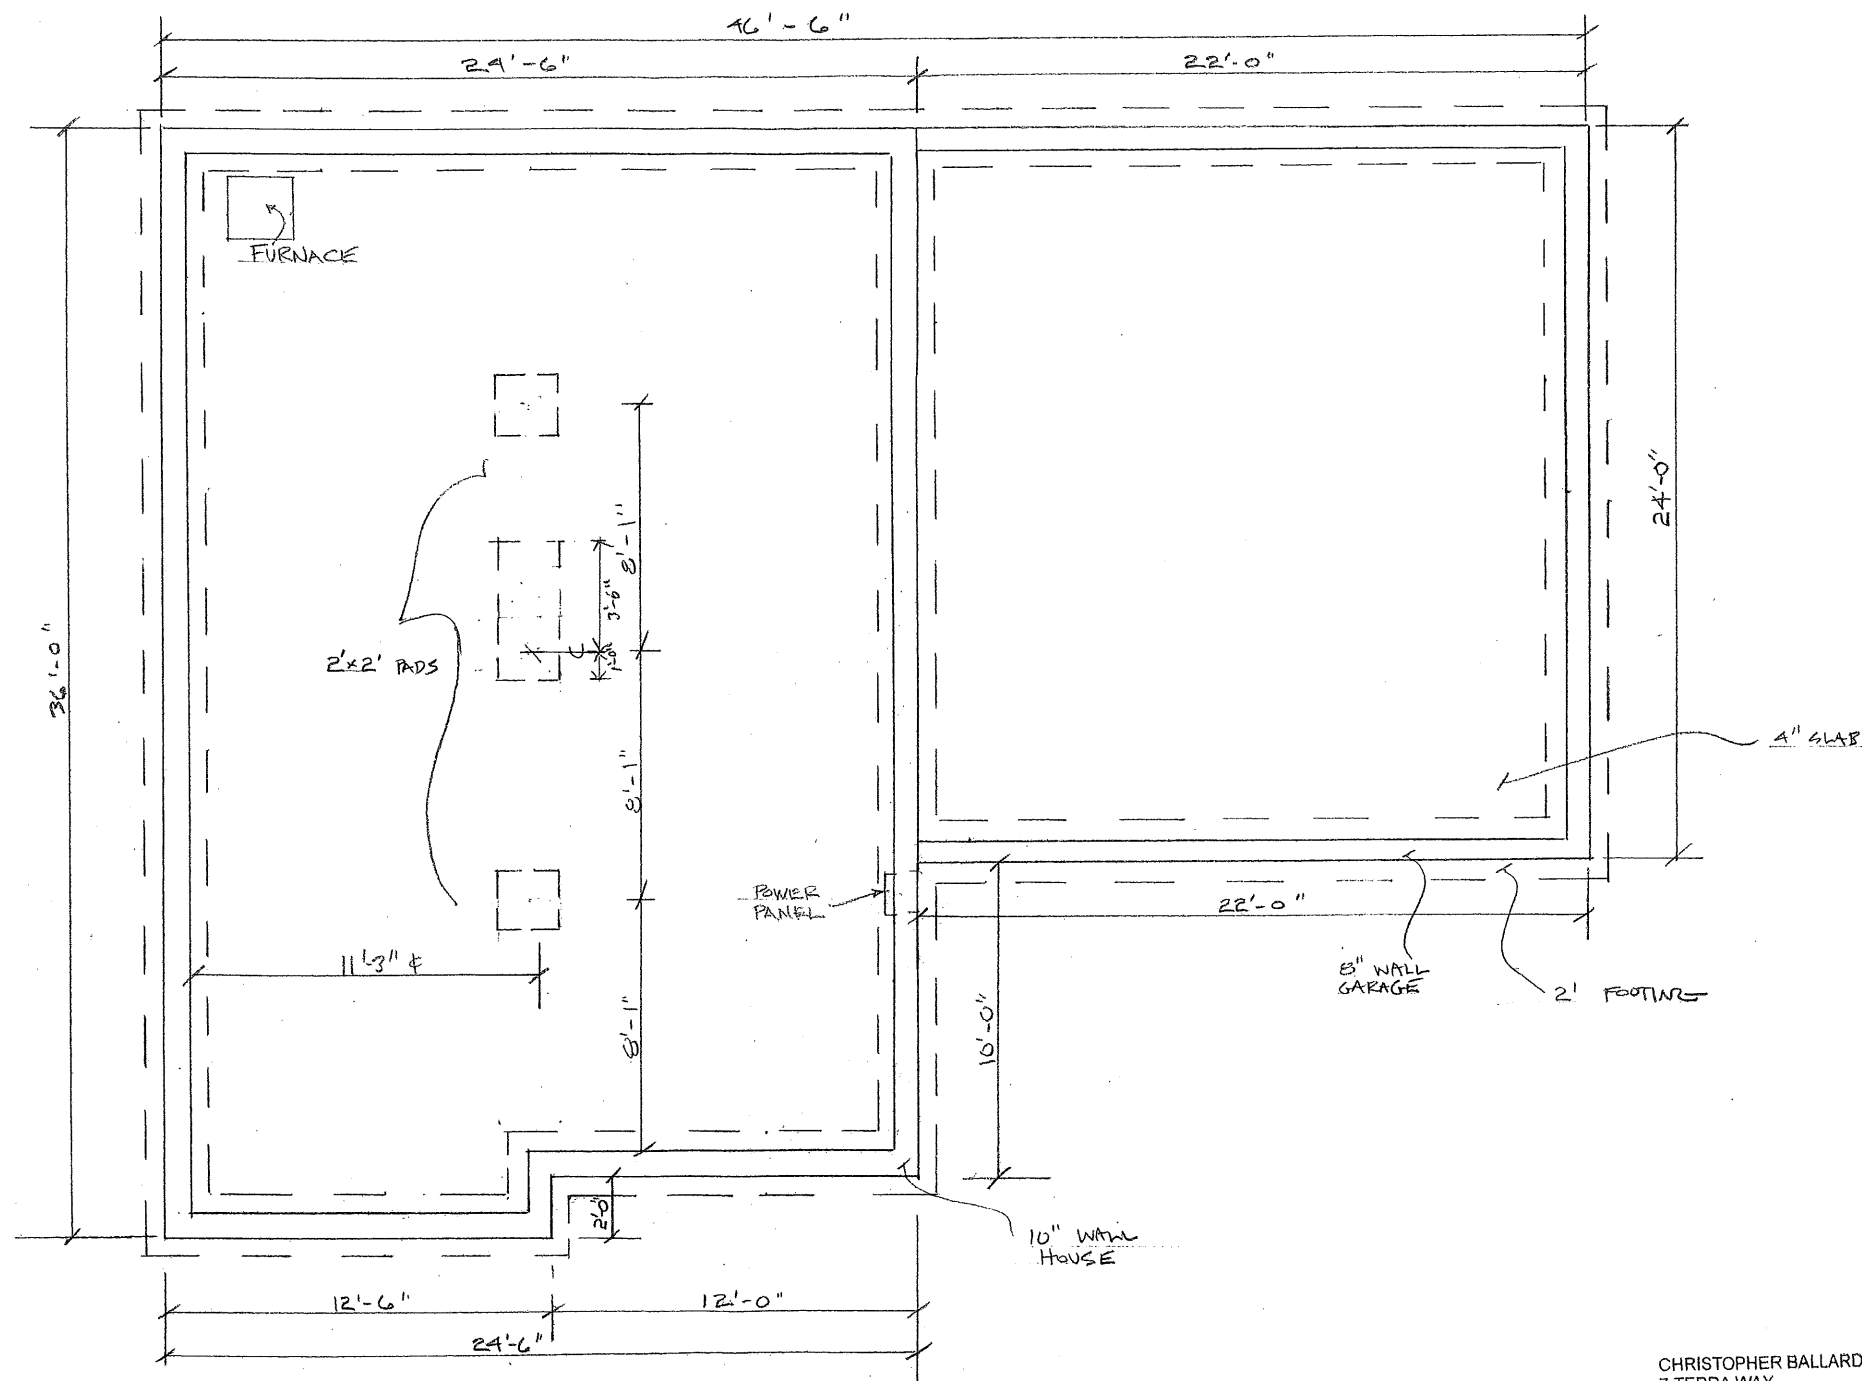 46'-6"
24'-6"
22'-0"
FURNACE
36'-0"
8'-1"
3'-6"
1'-0"
2'x2' PADS
24'-0"
4" SLAB
8'-1"
POWER
PANEL
22'-0"
11'-3" ¢
8" WALL
GARAGE
2' FOOTING
8'-1"
10'-0"
2'-0"
10" WALL
HOUSE
12'-6"
12'-0"
24'-6"
CHRISTOPHER BALLARD